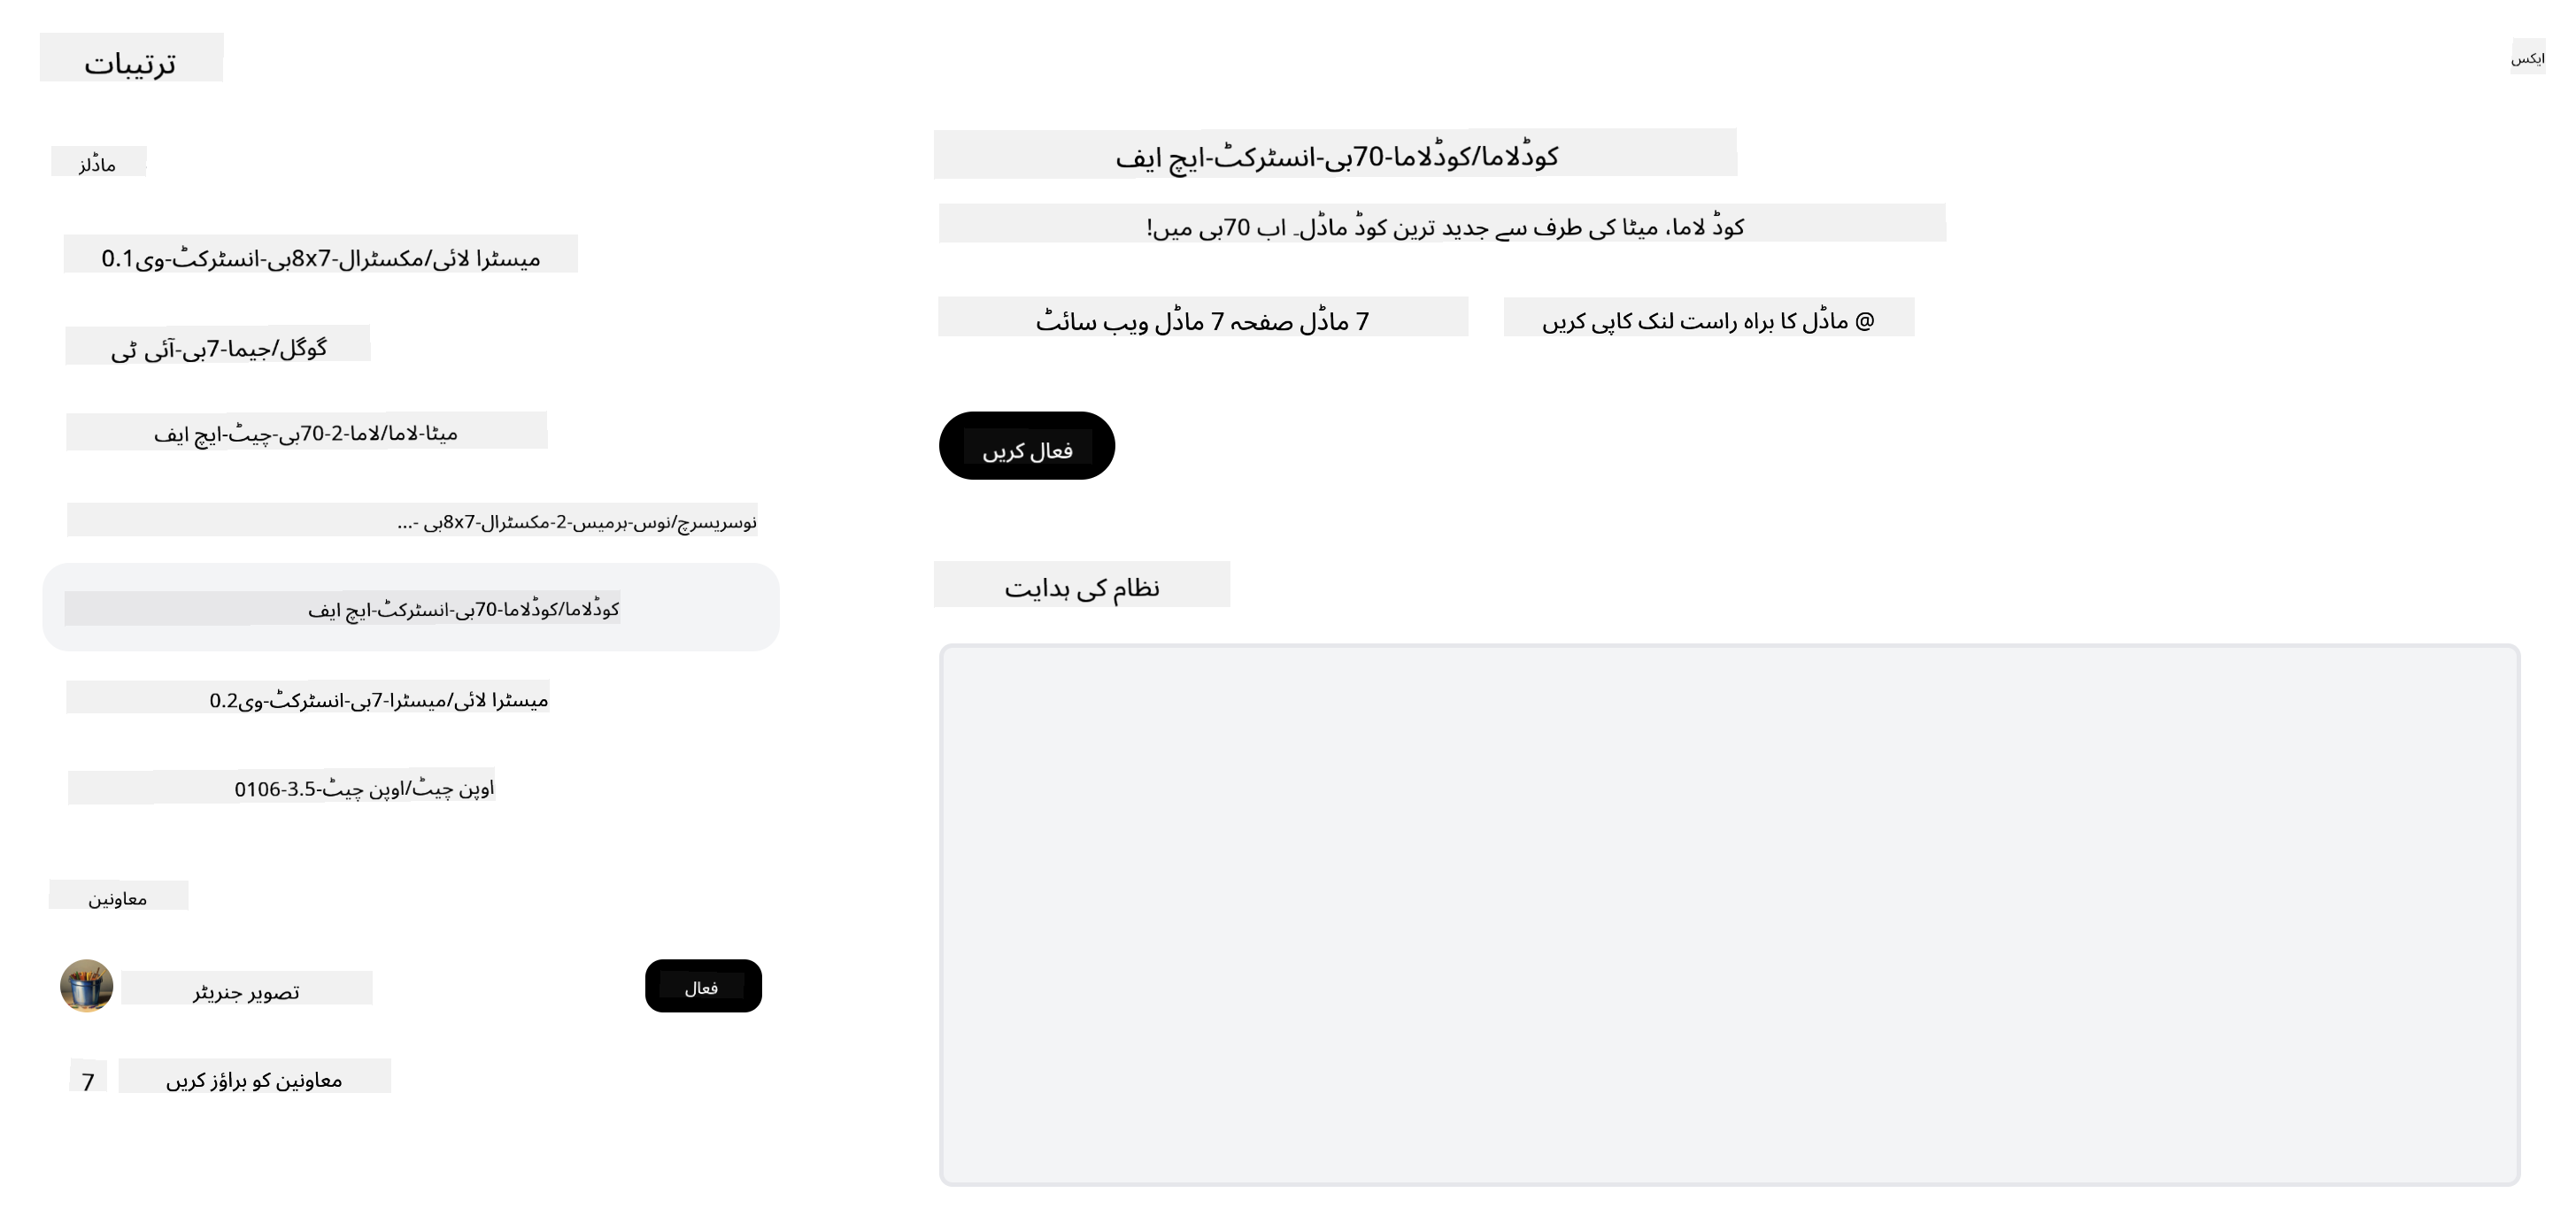 ترتیبات
ایکس
ماڈلز
میسٹرا لائی/مکسٹرال-8x7بی-انسٹرکٹ-وی0.1
گوگل/جیما-7بی-آئی ٹی
میٹا-لاما/لاما-2-70بی-چیٹ-ایچ ایف
نوسریسرچ/نوس-ہرمیس-2-مکسٹرال-8x7بی -...
کوڈلاما/کوڈلاما-70بی-انسٹرکٹ-ایچ ایف
میسٹرا لائی/میسٹرا-7بی-انسٹرکٹ-وی0.2
اوپن چیٹ/اوپن چیٹ-3.5-0106
معاونین
تصویر جنریٹر
فعال
7 معاونین کو براؤز کریں
کوڈلاما/کوڈلاما-70بی-انسٹرکٹ-ایچ ایف
کوڈ لاما، میٹا کی طرف سے جدید ترین کوڈ ماڈل۔ اب 70بی میں!
7 ماڈل صفحہ 7 ماڈل ویب سائٹ
@ ماڈل کا براہ راست لنک کاپی کریں
فعال کریں
نظام کی ہدایت